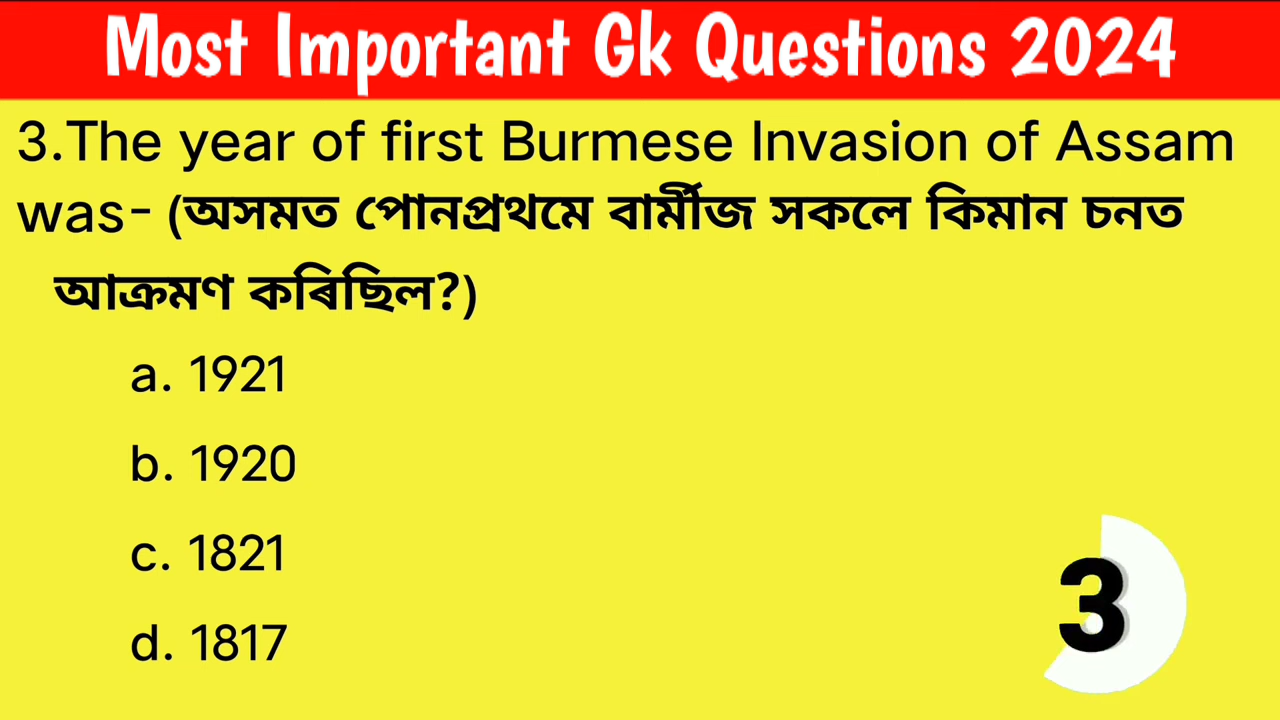 Most Important Gk Questions 2024
3.The year of first Burmese Invasion of Assam
was- (অসমত পোনপ্ৰথমে বাৰ্মীজ সকলে কিমান চনত
আক্ৰমণ কৰিছিল?)
a. 1921
b. 1920
c. 1821
d. 1817
3